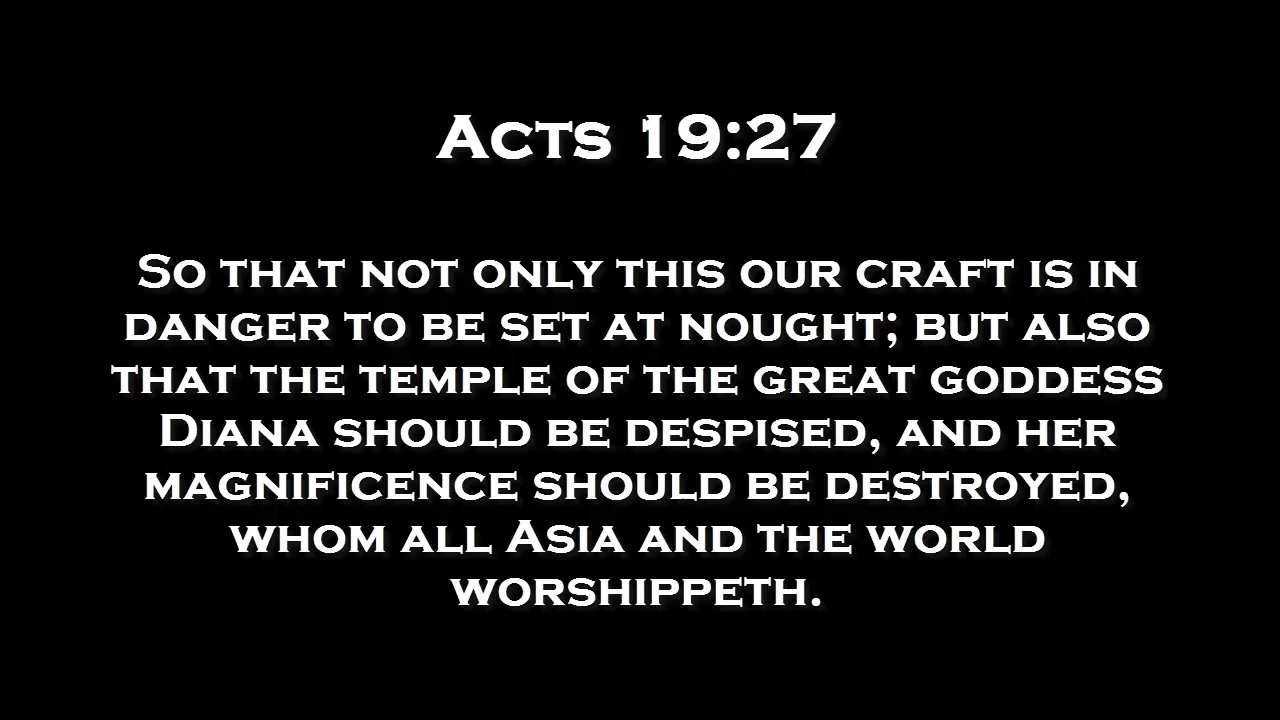 Acts 19:27
So that not only this our craft is in
danger to be set at nought; but also
that the temple of the great goddess
Diana should be despised, and her
magnificence should be destroyed,
whom all Asia and the world
worshippeth.